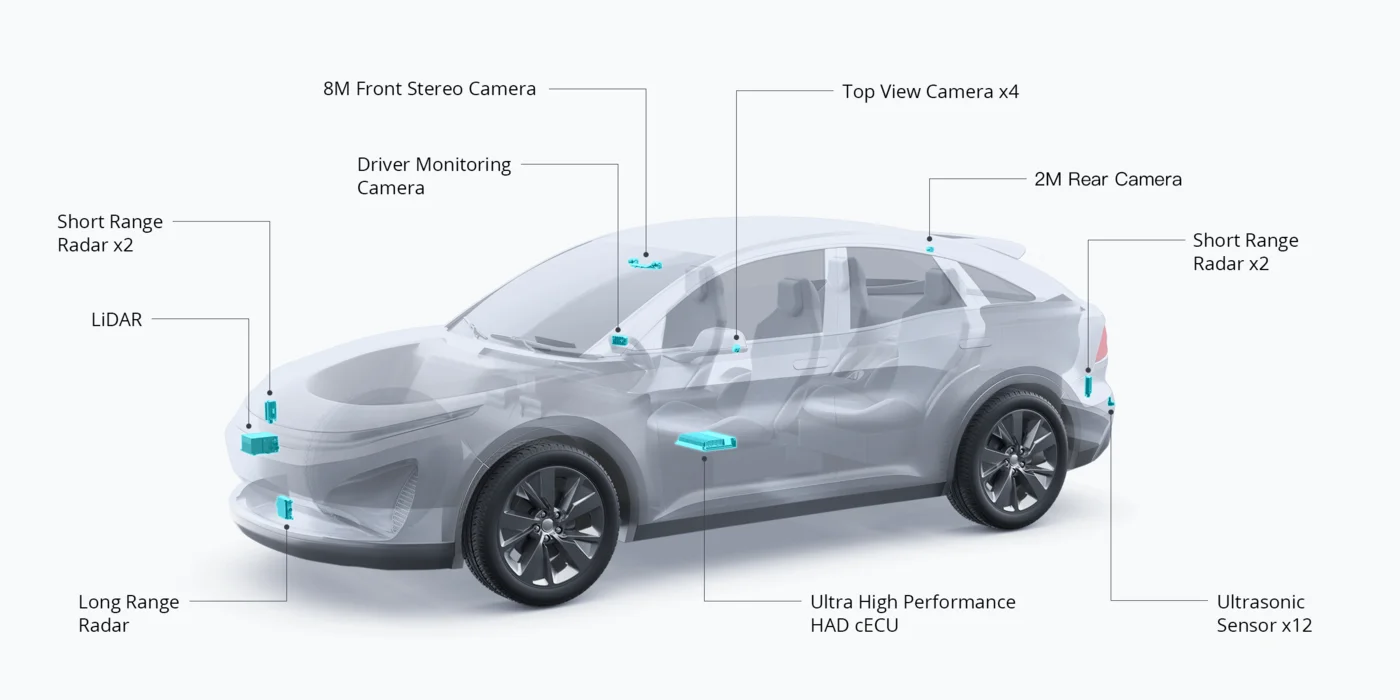 8M Front Stereo Camera
Top View Camera x4
Driver Monitoring
Camera
2M Rear Camera
Short Range
Radar x2
Short Range
Radar x2
LiDAR
Long Range
Radar
Ultra High Performance
HAD cECU
Ultrasonic
Sensor x12